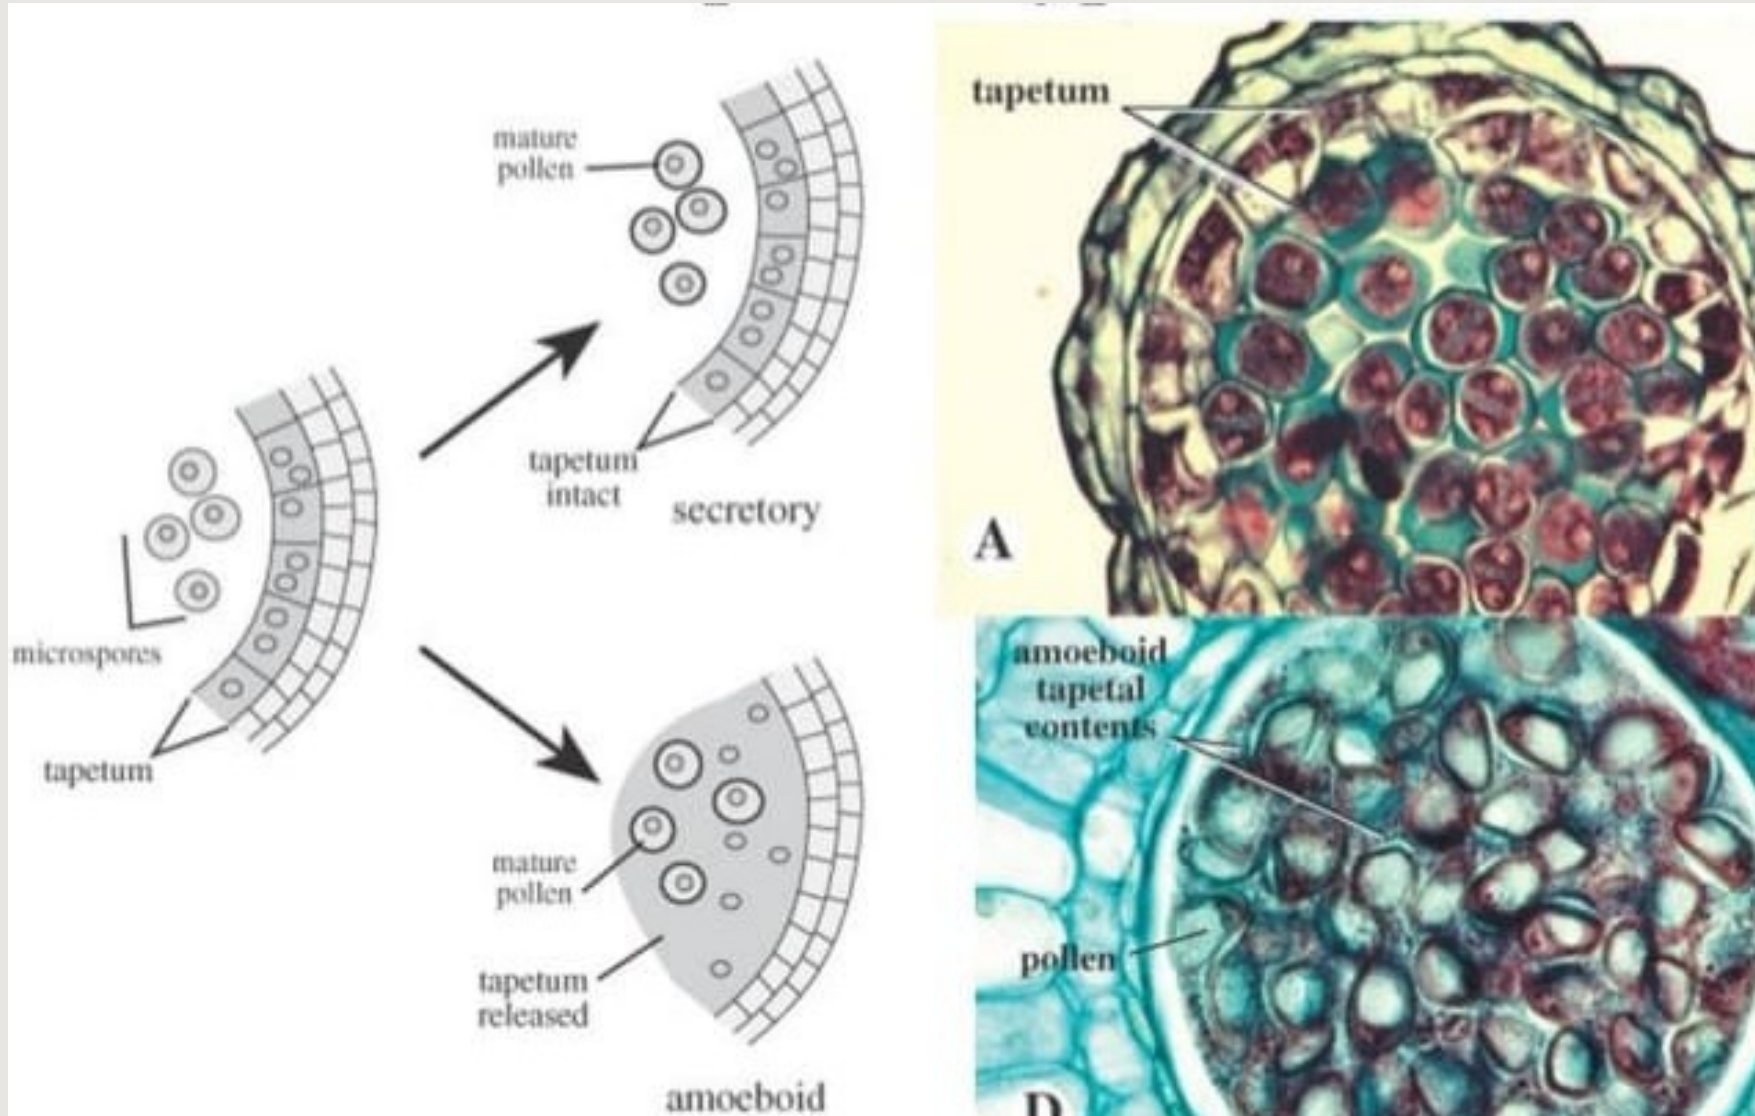 mature
pollen
tapetum
intact
secretory
microspores
tapetum
mature
pollen
tapetum
released
amoeboid
tapetum
A
amoeboid
tapetal
contents
pollen
D